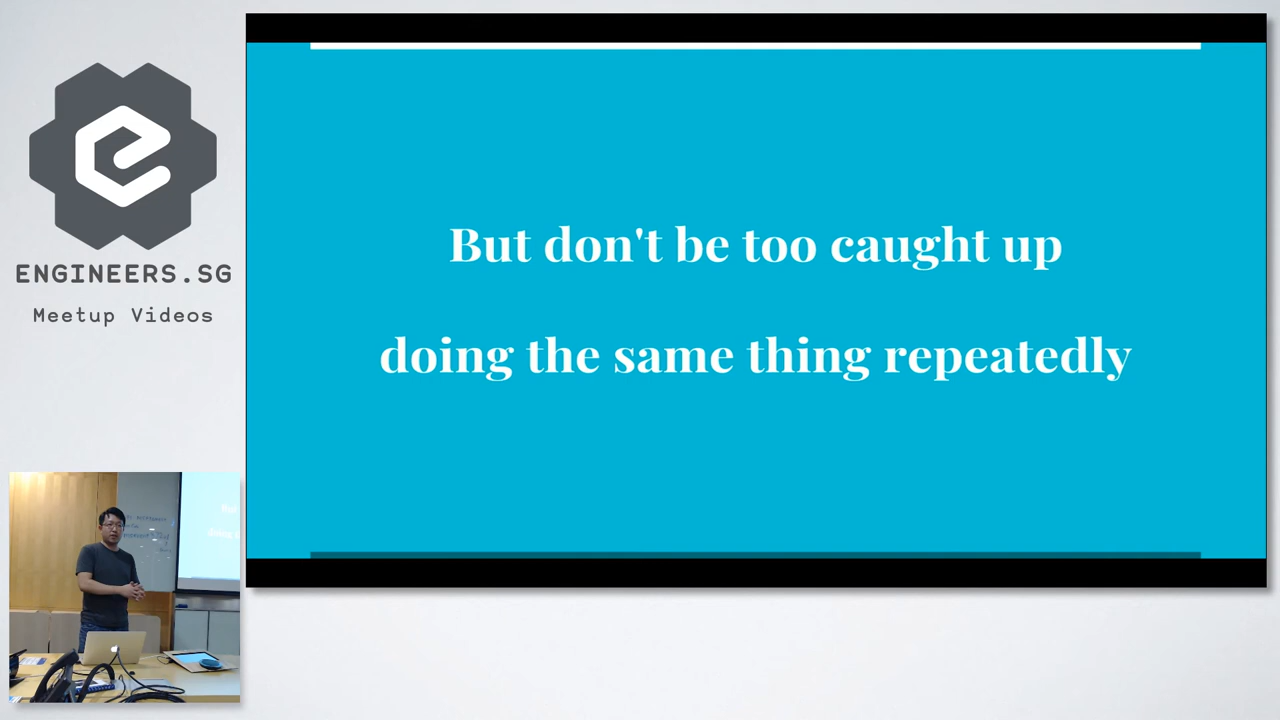 ENGINEERS.SG
Meetup Videos
But don't be too caught up
doing the same thing repeatedly